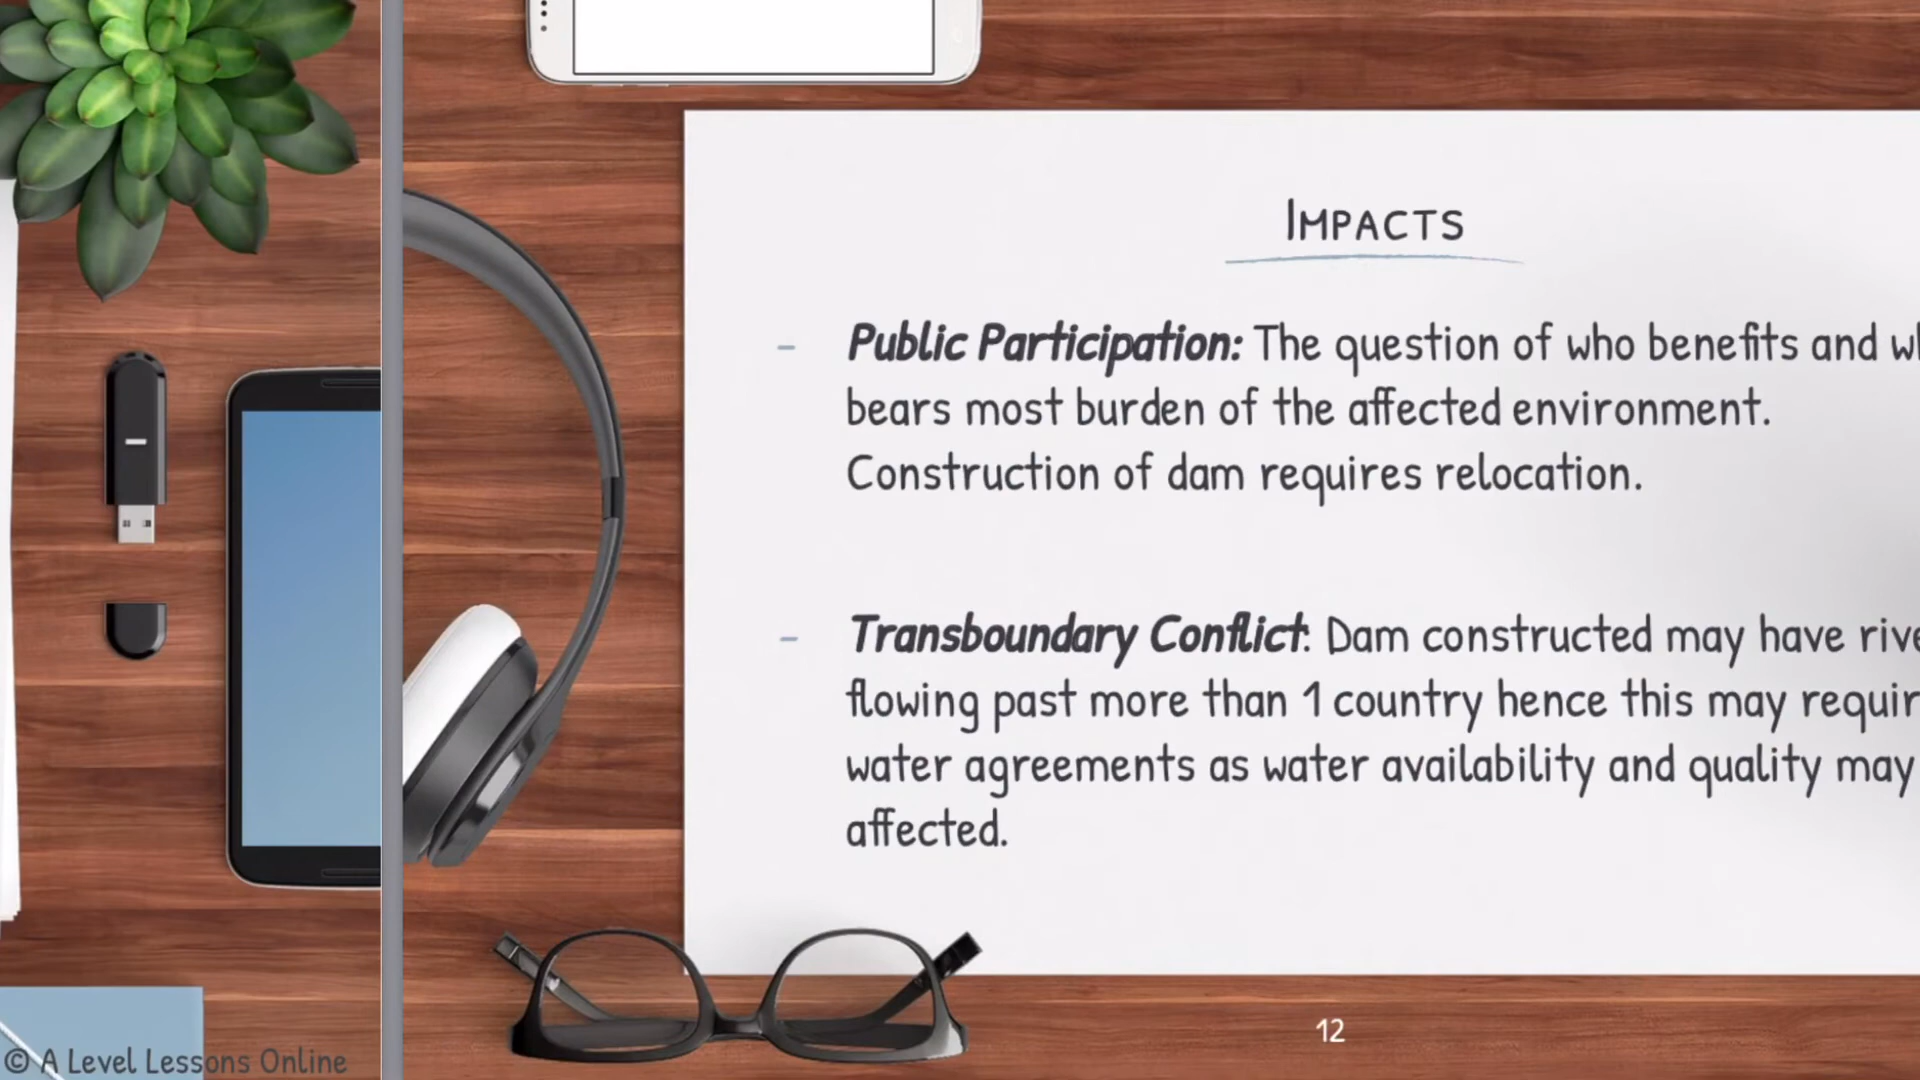 Impacts
- Public Participation: The question of who benefits and
bears most burden of the affected environment.
Construction of dam requires relocation.
- Transboundary Conflict: Dam constructed may have
flowing past more than 1 country hence this may
water agreements as water availability and quality may
affected.
12
© A Level Lessons Online